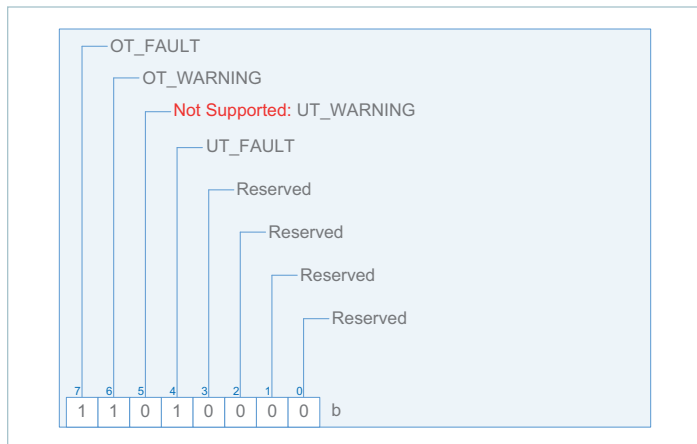 OT_FAULT
OT_WARNING
Not Supported: UT_WARNING
UT_FAULT
Reserved
Reserved
Reserved
Reserved
7 6 5 4 3 2 1 0
1 1 0 1 0 0 0 0 b